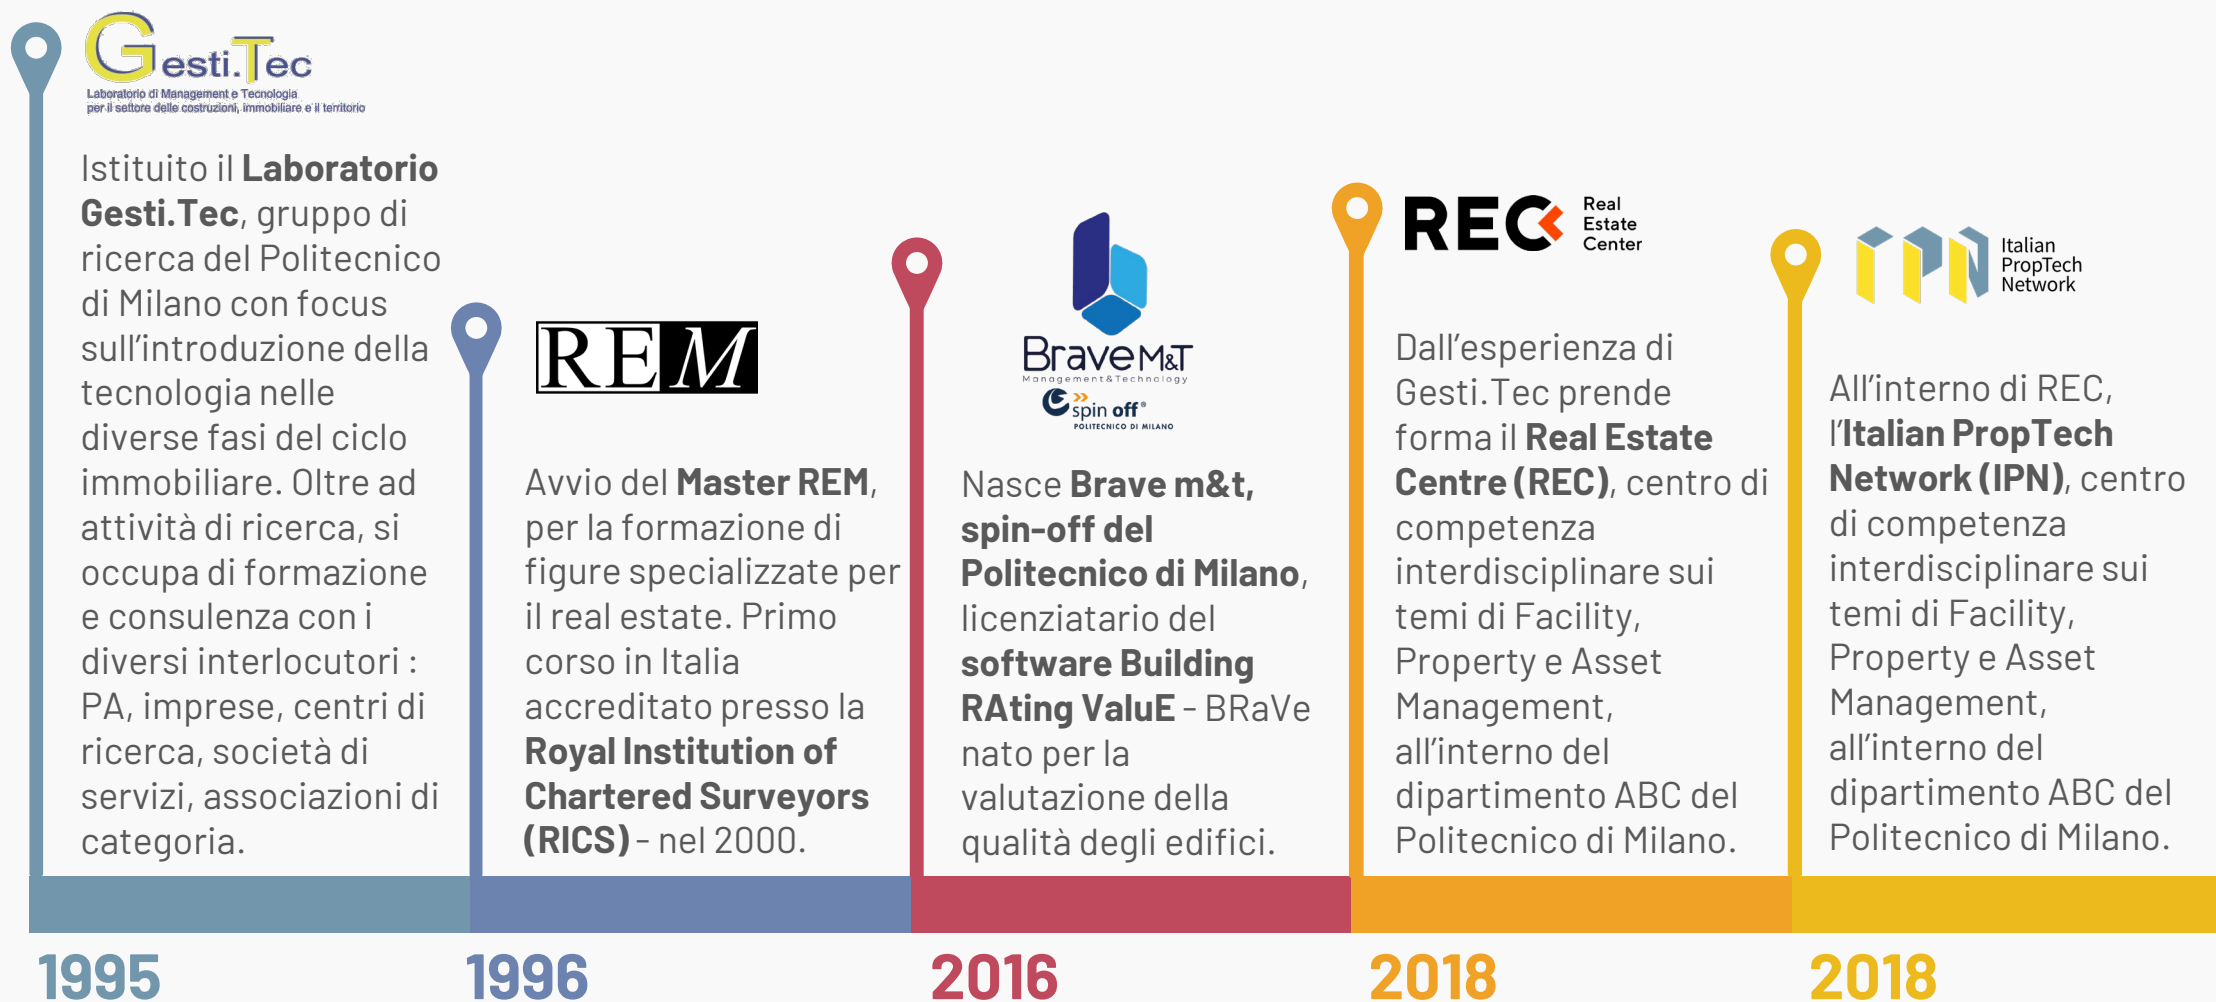 Gesti.Tec
Laboratorio di Management e Tecnologia
per il settore delle costruzioni, immobiliare e il territorio
Istituito il Laboratorio
Gesti.Tec, gruppo di
ricerca del Politecnico
di Milano con focus
sull’introduzione della
tecnologia nelle
diverse fasi del ciclo
immobiliare. Oltre ad
attività di ricerca, si
occupa di formazione
e consulenza con i
diversi interlocutori :
PA, imprese, centri di
ricerca, società di
servizi, associazioni di
categoria.
1995
REM
Avvio del Master REM,
per la formazione di
figure specializzate per
il real estate. Primo
corso in Italia
accreditato presso la
Royal Institution of
Chartered Surveyors
(RICS) - nel 2000.
1996
BraveM&T
Management&Technology
spin off®
POLITECNICO DI MILANO
Nasce Brave m&t,
spin-off del
Politecnico di Milano,
licenziatario del
software Building
RAting ValuE - BRaVe
nato per la
valutazione della
qualità degli edifici.
2016
REC
Real
Estate
Center
Dall’esperienza di
Gesti.Tec prende
forma il Real Estate
Centre (REC), centro di
competenza
interdisciplinare sui
temi di Facility,
Property e Asset
Management,
all’interno del
dipartimento ABC del
Politecnico di Milano.
2018
IPN
Italian
PropTech
Network
All’interno di REC,
l’Italian PropTech
Network (IPN), centro
di competenza
interdisciplinare sui
temi di Facility,
Property e Asset
Management,
all’interno del
dipartimento ABC del
Politecnico di Milano.
2018